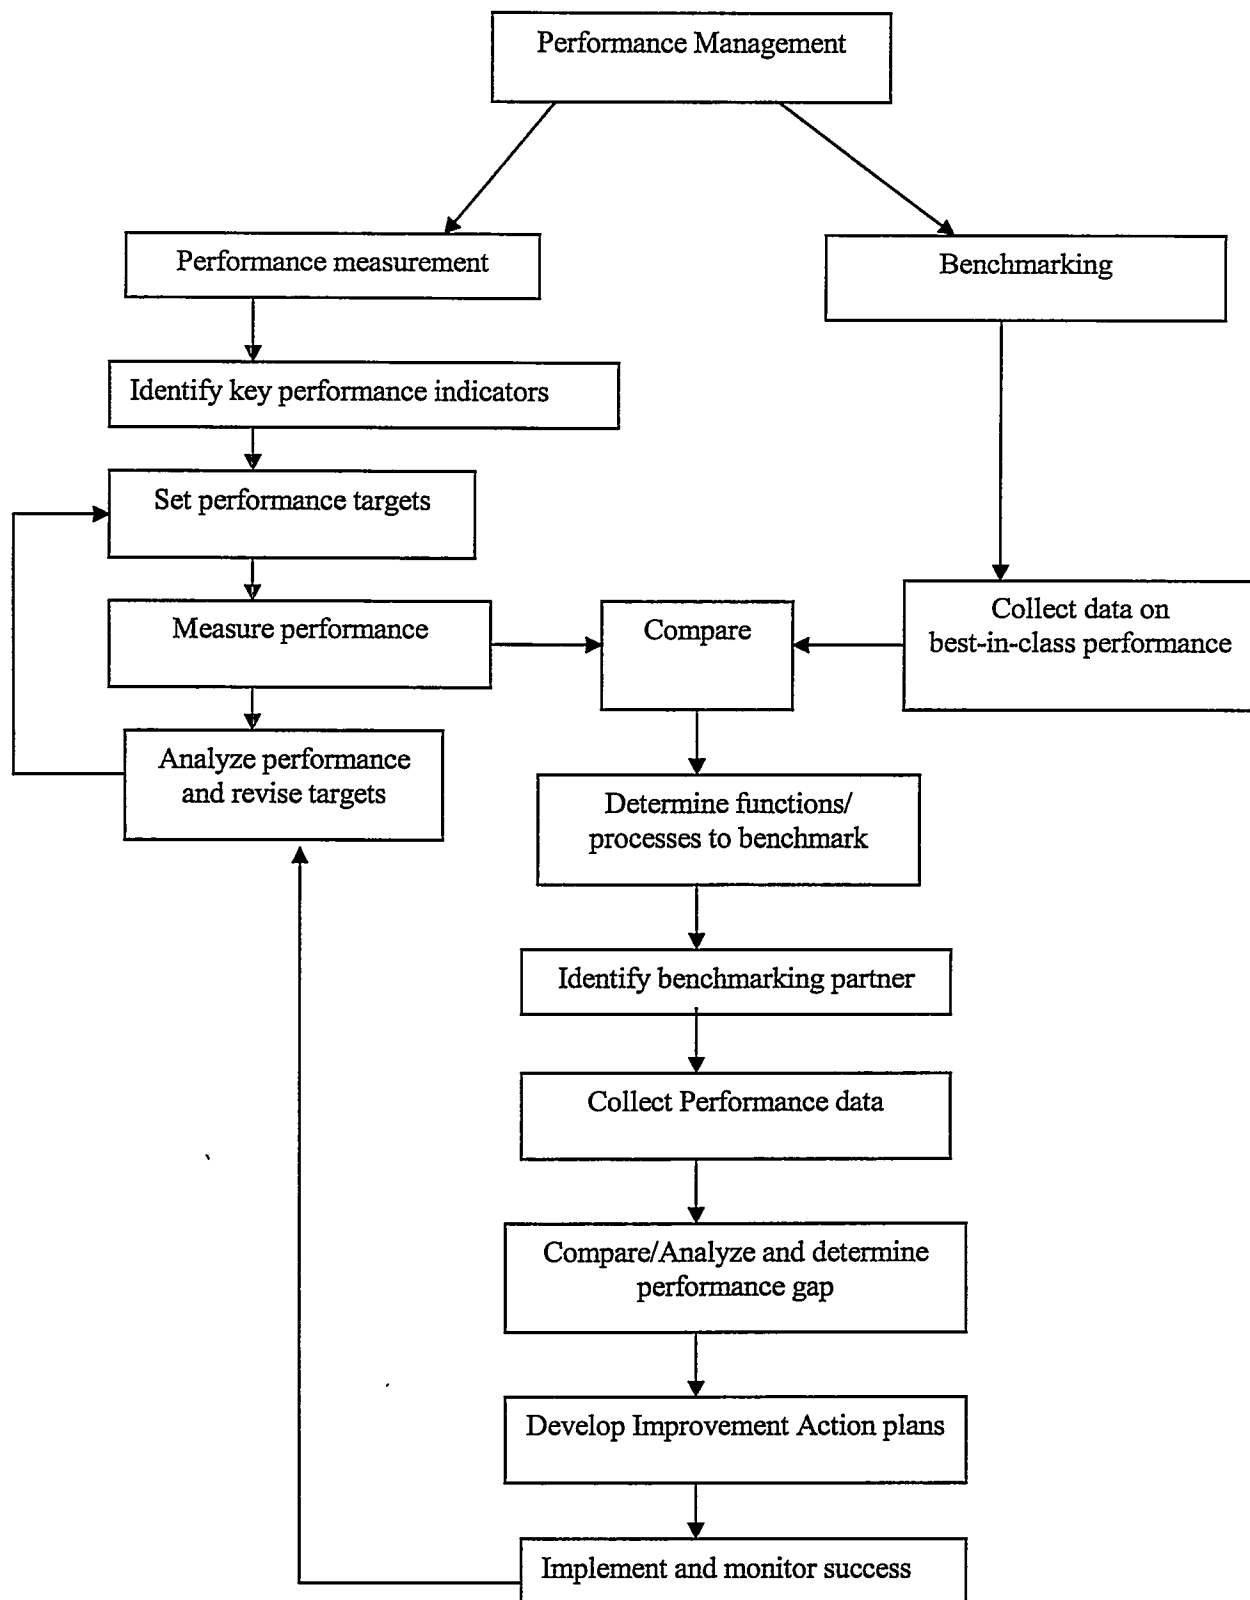 Performance Management
Performance measurement
Benchmarking
Identify key performance indicators
Set performance targets
Measure performance
Compare
Collect data on
best-in-class performance
Analyze performance
and revise targets
Determine functions/
processes to benchmark
Identify benchmarking partner
Collect Performance data
Compare/Analyze and determine
performance gap
Develop Improvement Action plans
Implement and monitor success